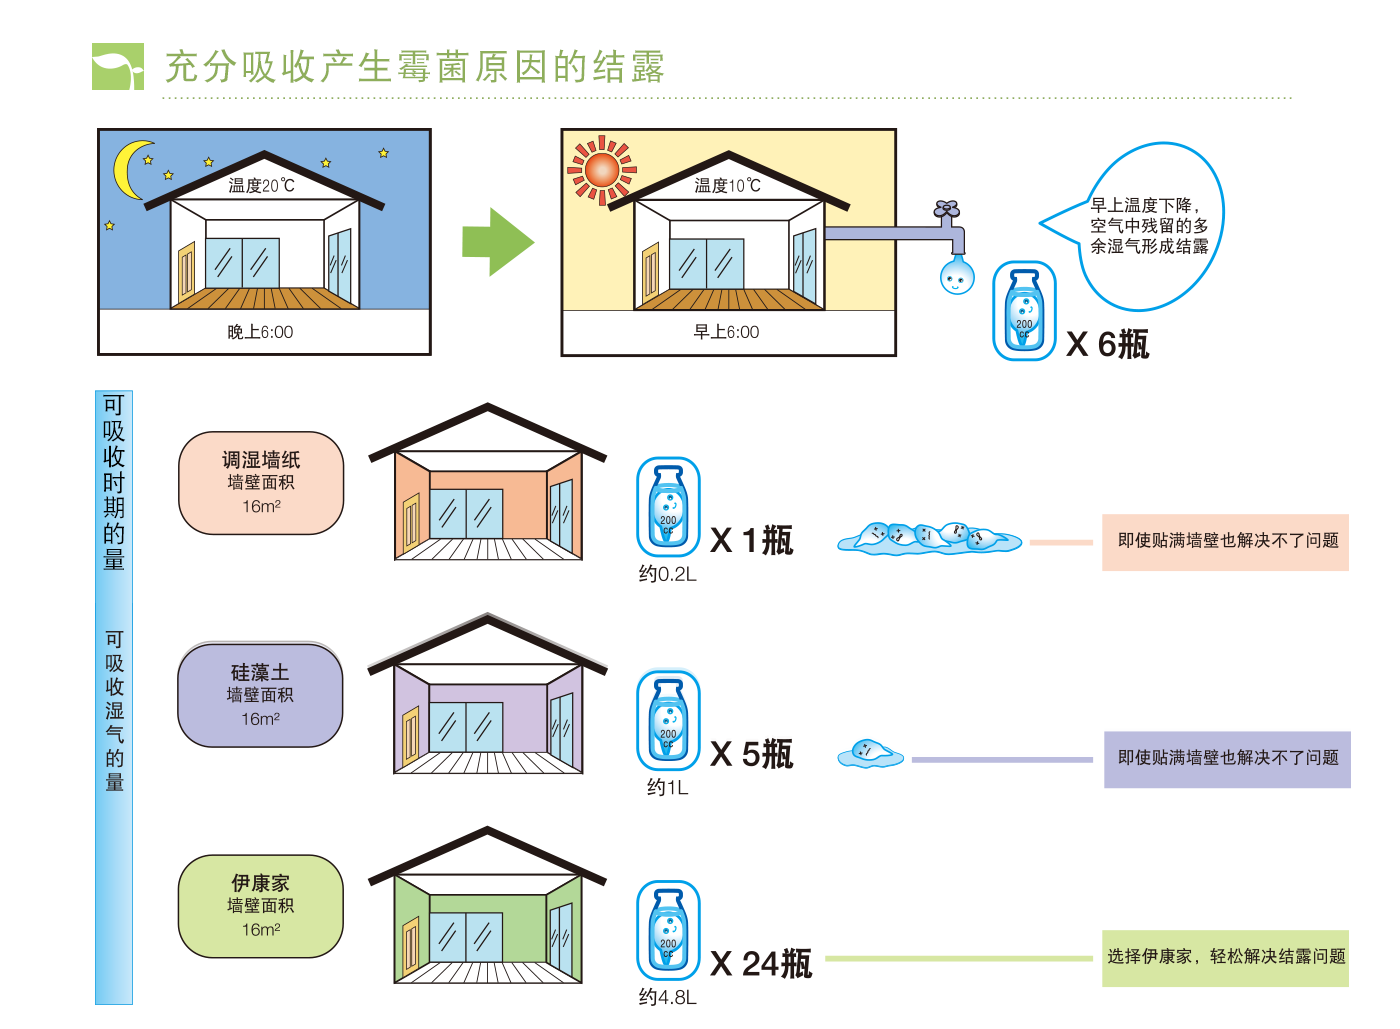 充分吸收产生霉菌原因的结露
温度20℃
晚上6:00
温度10℃
早上6:00
早上温度下降，
空气中残留的多
余湿气形成结露
200
cc
X 6瓶
可吸收时期的量
可吸收湿气的量
调湿墙纸
墙壁面积
16m²
200
cc
X 1瓶
约0.2L
即使贴满墙壁也解决不了问题
硅藻土
墙壁面积
16m²
200
cc
X 5瓶
约1L
即使贴满墙壁也解决不了问题
伊康家
墙壁面积
16m²
200
cc
X 24瓶
约4.8L
选择伊康家，轻松解决结露问题